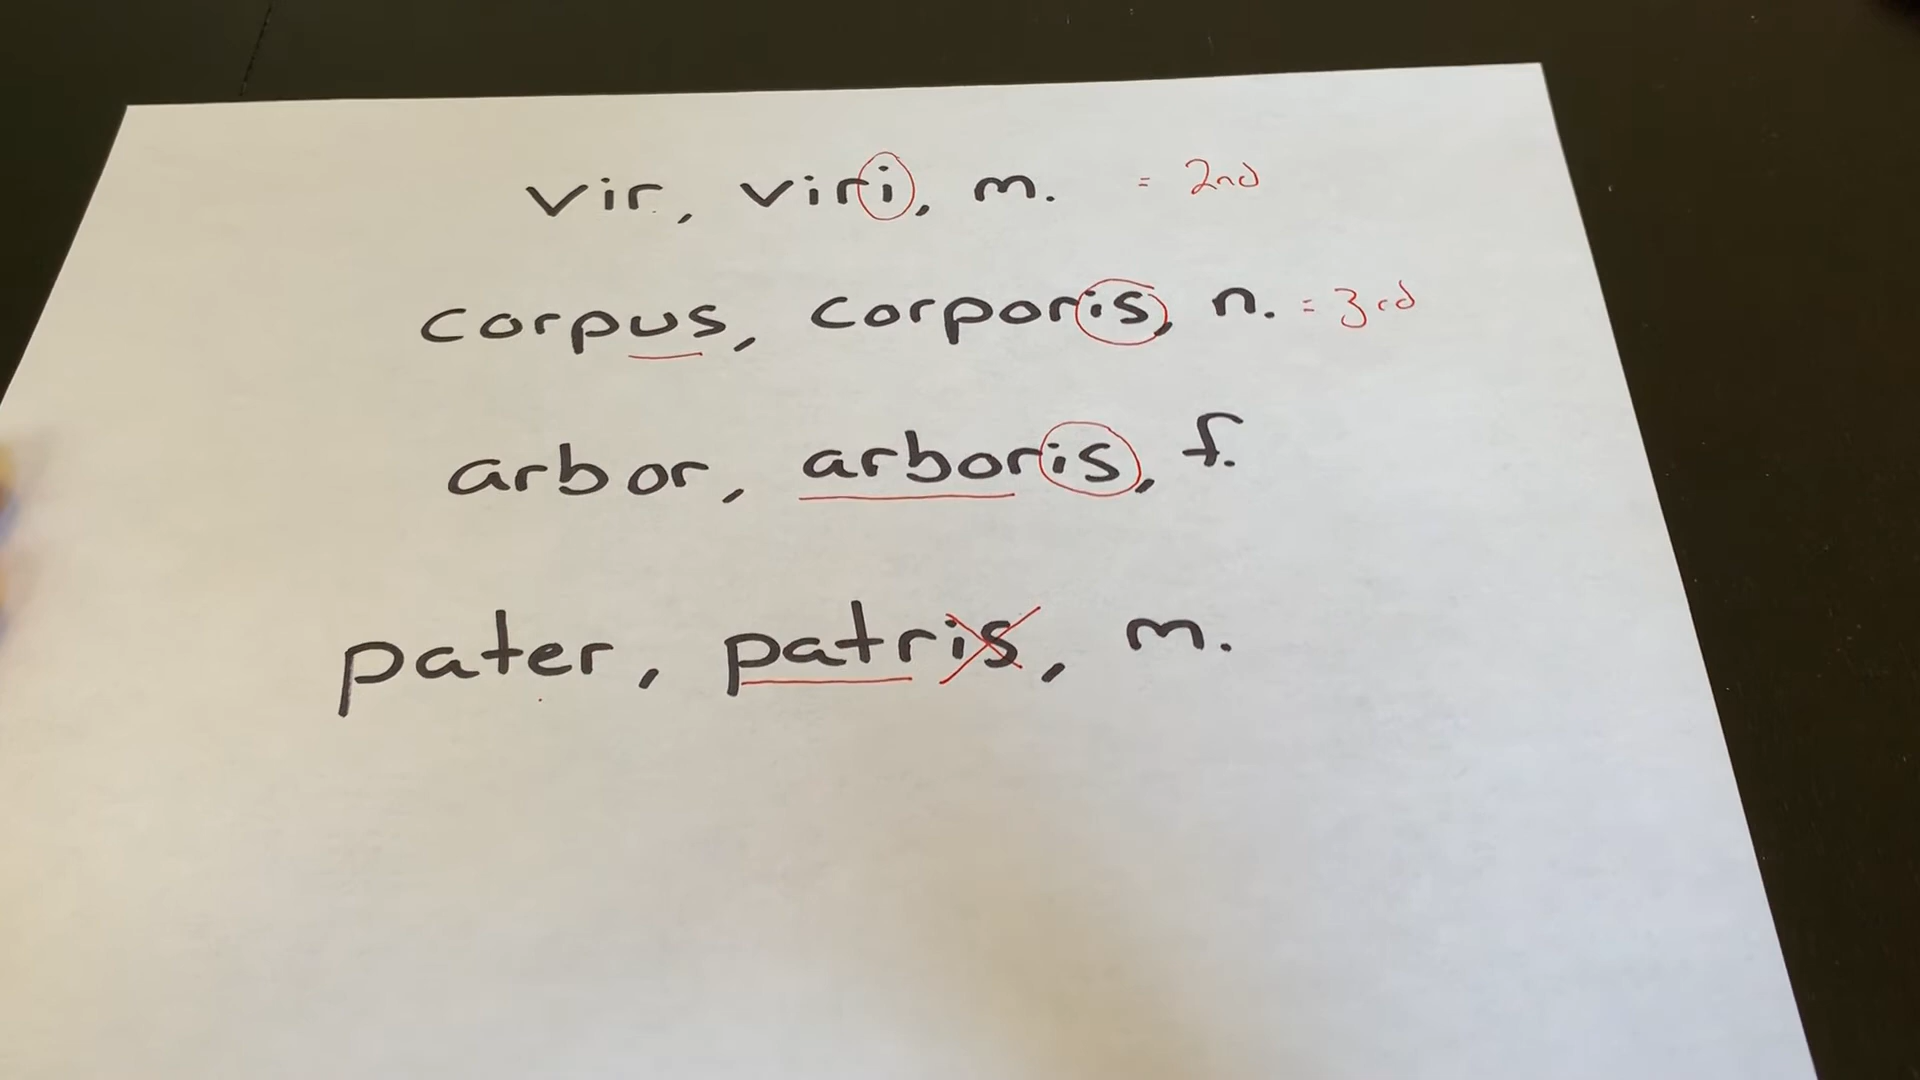 vir, viri, m. = 2nd
corpus, corporis, n. = 3rd
arbor, arboris, f.
pater, patris, m.